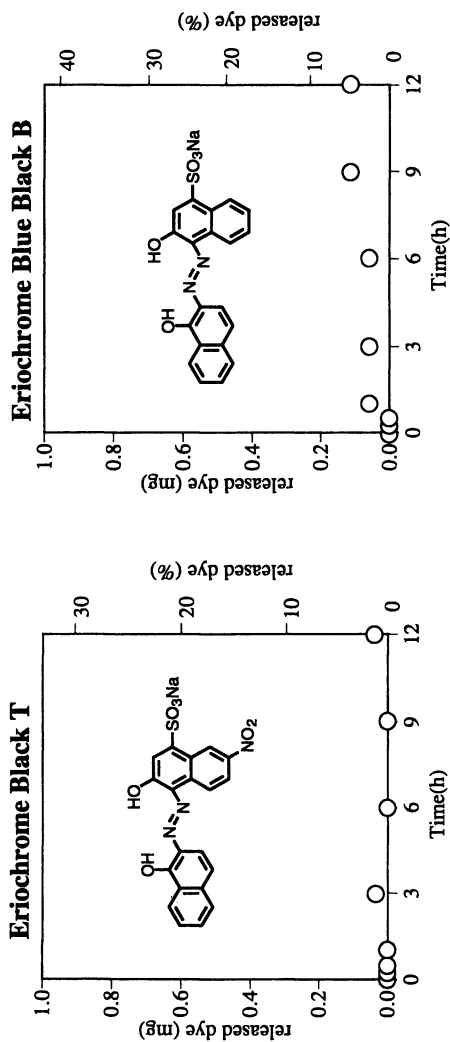 Eriochrome Black T
released dye (mg)
1.0
0.8
0.6
0.4
0.2
0.0
released dye (%)
30
20
10
0
OH
N=N
HO
SO₃Na
NO₂
0
3
6
9
12
Time(h)
Eriochrome Blue Black B
released dye (mg)
1.0
0.8
0.6
0.4
0.2
0.0
released dye (%)
40
30
20
10
0
OH
N=N
HO
SO₃Na
0
3
6
9
12
Time(h)